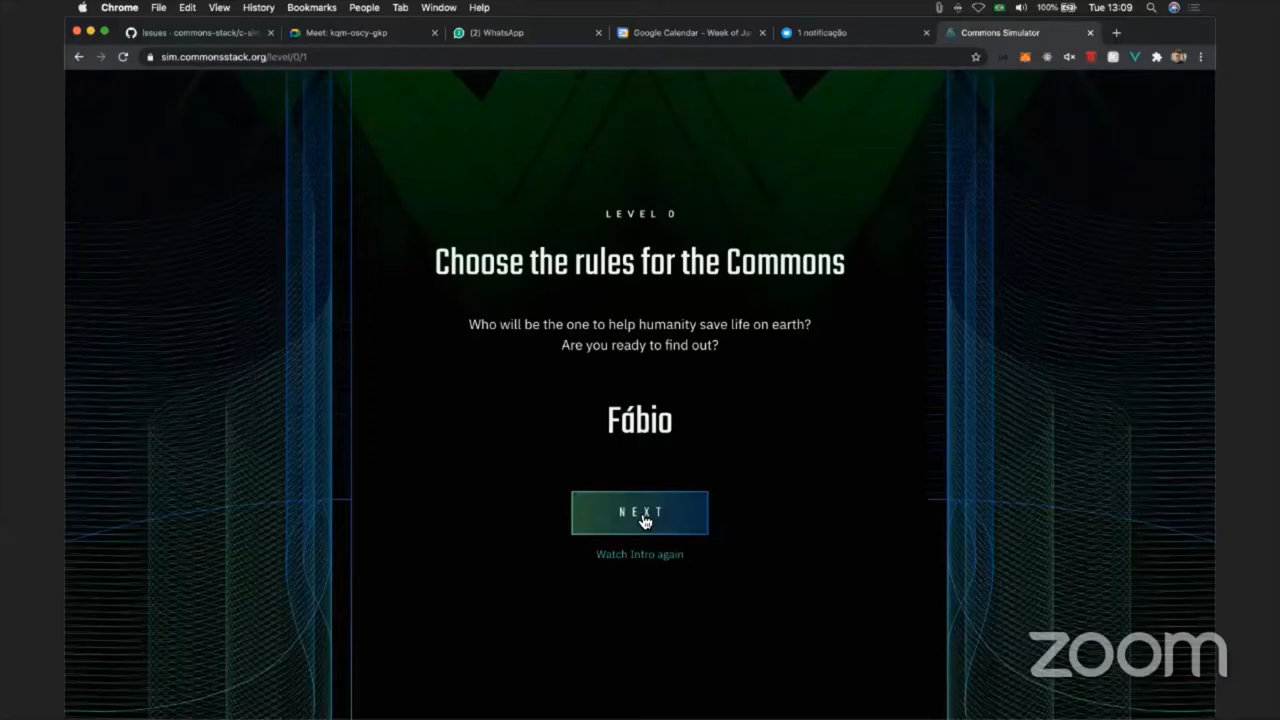 Chrome File Edit View History Bookmarks People Tab Window Help 100% Tue 13:09
Issues · commons-stack/c-sim
Meet: kqm-oscy-gkp
(2) WhatsApp
Google Calendar - Week of Ja
1 notificação
Commons Simulator
sim.commonsstack.org/level/0/1
LEVEL 0
Choose the rules for the Commons
Who will be the one to help humanity save life on earth?
Are you ready to find out?
Fábio
NEXT
Watch Intro again
zoom